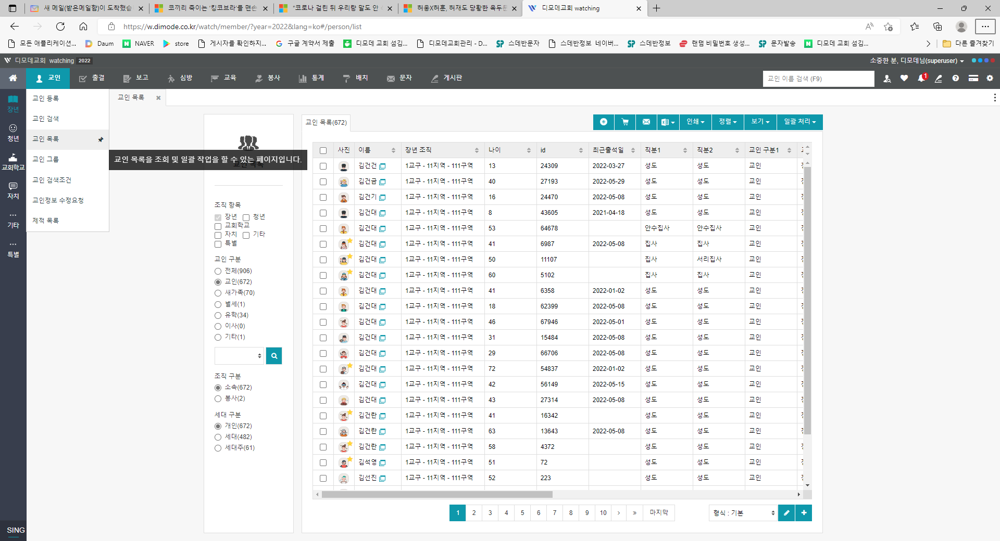 새 메일(받은메일함)이 도착했습
코끼리 죽이는 '킹코브라'를 맨손
"코로나 걸린 뒤 우리랑 말도 안
허웅X허훈, 허재도 당황한 육두문
디모데교회 watching
https://w.dimode.co.kr/watch/member/?year=2022&lang=ko#/person/list
모든 애플리케이션... Daum NAVER store 게시자를 확인하지... 구글 계약서 제출 디모데 교회 섬김... 디모데교회관리 - D... 스데반문자 스데반정보 네이버... 스데반정보 랜덤 비밀번호 생성... 문자발송 디모데 교회 섬김... 다른 즐겨찾기
디모데교회 watching 2022
소중한 분, 디모데님(superuser)
교인 출결 보고 심방 교육 봉사 통계 배치 문자 게시판
교인 이름 검색 (F9)
1
장년
청년
교회학교
자치
기타
특별
SING
교인 등록
교인 검색
교인 목록
교인 그룹
교인 검색조건
교인정보 수정요청
제적 목록
교인 목록
교인 목록을 조회 및 일괄 작업을 할 수 있는 페이지입니다.
조직 항목
장년 청년
교회학교
자치 기타
특별
교인 구분
전체(906)
교인(672)
새가족(70)
별세(1)
유학(34)
이사(0)
기타(1)
조직 구분
소속(672)
봉사(2)
세대 구분
개인(672)
세대(482)
세대주(61)
교인 목록(672)
인쇄 정렬 보기 일괄 처리
사진 이름 장년 조직 나이 id 최근출석일 직분1 직분2 교인 구분1
김건건 1교구 - 11지역 - 111구역 13 24309 2022-03-27 성도 성도 교인
김건금 1교구 - 11지역 - 111구역 40 27193 2022-05-29 성도 성도 교인
김건기 1교구 - 11지역 - 111구역 16 24470 2022-05-08 성도 성도 교인
김건대 1교구 - 11지역 - 111구역 8 43605 2021-04-18 성도 성도 교인
김건대 1교구 - 11지역 - 111구역 53 64678 안수집사 안수집사 교인
김건대 1교구 - 11지역 - 111구역 41 6987 2022-05-08 집사 집사 교인
김건대 1교구 - 11지역 - 111구역 50 11107 집사 서리집사 교인
김건대 1교구 - 11지역 - 111구역 60 5102 집사 집사 교인
김건대 1교구 - 11지역 - 111구역 41 6358 2022-01-02 성도 성도 교인
김건대 1교구 - 11지역 - 111구역 18 62399 2022-05-08 성도 성도 교인
김건대 1교구 - 11지역 - 111구역 46 67946 2022-05-01 성도 성도 교인
김건대 1교구 - 11지역 - 111구역 31 15484 2022-05-08 성도 성도 교인
김건대 1교구 - 11지역 - 111구역 29 66706 2022-05-08 성도 성도 교인
김건대 1교구 - 11지역 - 111구역 72 54837 2022-01-02 성도 성도 교인
김건대 1교구 - 11지역 - 111구역 42 56149 2022-05-15 성도 성도 교인
김건대 1교구 - 11지역 - 111구역 43 27314 2022-05-08 성도 성도 교인
김건란 1교구 - 11지역 - 111구역 41 16342 성도 성도 교인
김건란 1교구 - 11지역 - 111구역 63 13643 2022-05-08 성도 성도 교인
김건란 1교구 - 11지역 - 111구역 58 4372 성도 성도 교인
김석영 1교구 - 11지역 - 111구역 51 72 성도 성도 교인
김선진 1교구 - 11지역 - 111구역 52 223 성도 성도 교인
1 2 3 4 5 6 7 8 9 10 › » 마지막
형식 : 기본